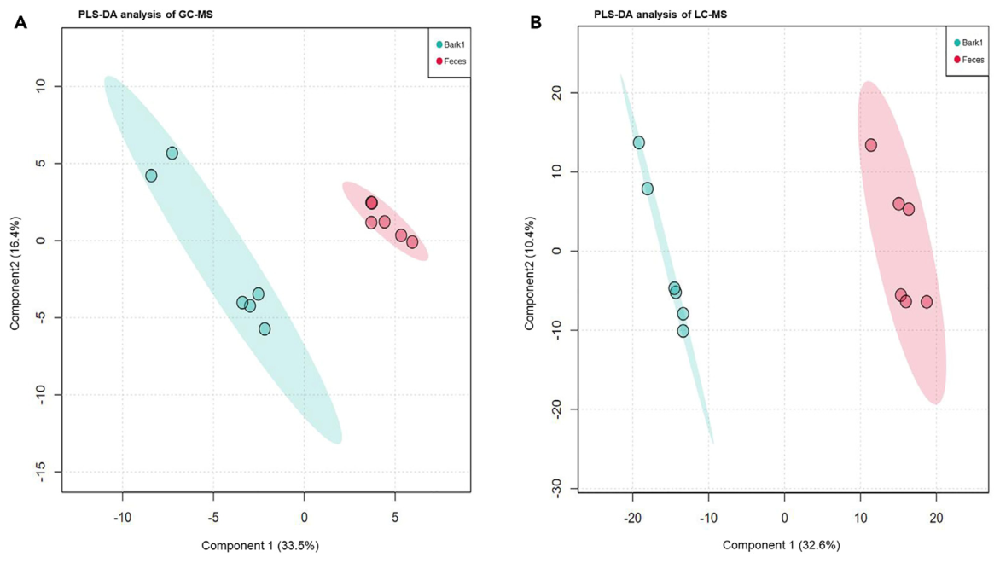 A
PLS-DA analysis of GC-MS
Bark1
Feces
10
5
0
-5
-10
-15
Component2 (16.4%)
-10
-5
0
5
Component 1 (33.5%)
B
PLS-DA analysis of LC-MS
Bark1
Feces
20
10
0
-10
-20
-30
Component2 (10.4%)
-20
-10
0
10
20
Component 1 (32.6%)